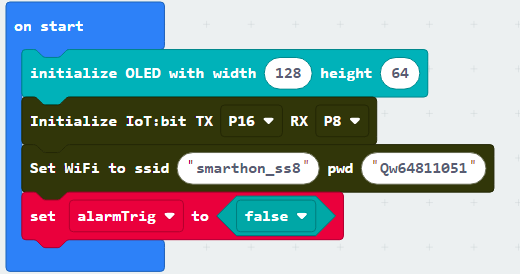 on start
initialize OLED with width 128 height 64
Initialize IoT:bit TX P16 RX P8
Set WiFi to ssid "smarthon_ss8" pwd "Qw64811051"
set alarmTrig to false